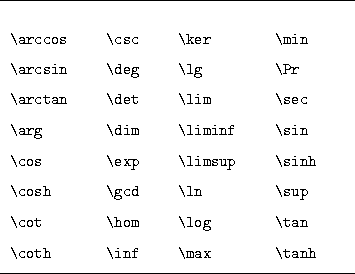 \arccos \csc \ker \min
\arcsin \deg \lg \Pr
\arctan \det \lim \sec
\arg \dim \liminf \sin
\cos \exp \limsup \sinh
\cosh \gcd \ln \sup
\cot \hom \log \tan
\coth \inf \max \tanh